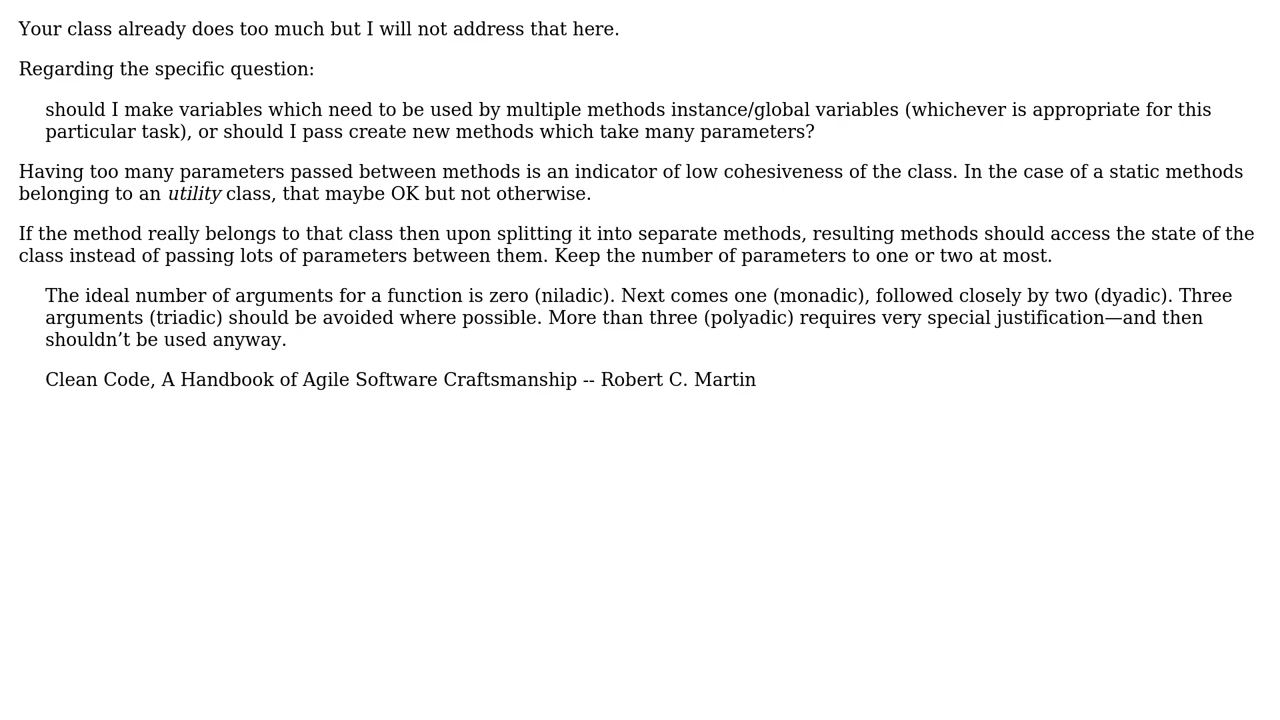 Your class already does too much but I will not address that here.
Regarding the specific question:
should I make variables which need to be used by multiple methods instance/global variables (whichever is appropriate for this
particular task), or should I pass create new methods which take many parameters?
Having too many parameters passed between methods is an indicator of low cohesiveness of the class. In the case of a static methods
belonging to an utility class, that maybe OK but not otherwise.
If the method really belongs to that class then upon splitting it into separate methods, resulting methods should access the state of the
class instead of passing lots of parameters between them. Keep the number of parameters to one or two at most.
The ideal number of arguments for a function is zero (niladic). Next comes one (monadic), followed closely by two (dyadic). Three
arguments (triadic) should be avoided where possible. More than three (polyadic) requires very special justification—and then
shouldn’t be used anyway.
Clean Code, A Handbook of Agile Software Craftsmanship -- Robert C. Martin